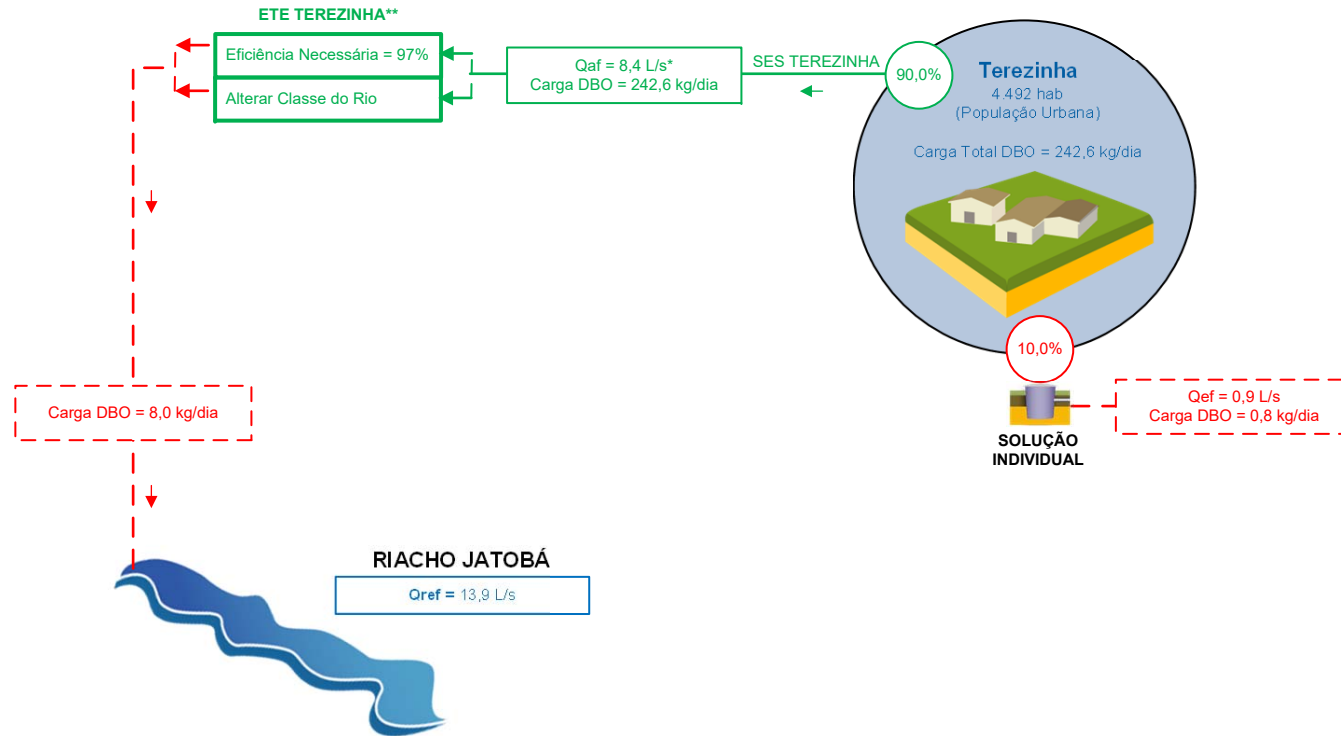 ETE TEREZINHA**
Eficiência Necessária = 97%
Alterar Classe do Rio
Qaf = 8,4 L/s*
Carga DBO = 242,6 kg/dia
SES TEREZINHA
90,0%
Terezinha
4.492 hab
(População Urbana)
Carga Total DBO = 242,6 kg/dia
10,0%
Qef = 0,9 L/s
Carga DBO = 0,8 kg/dia
SOLUÇÃO
INDIVIDUAL
Carga DBO = 8,0 kg/dia
RIACHO JATOBÁ
Qref = 13,9 L/s